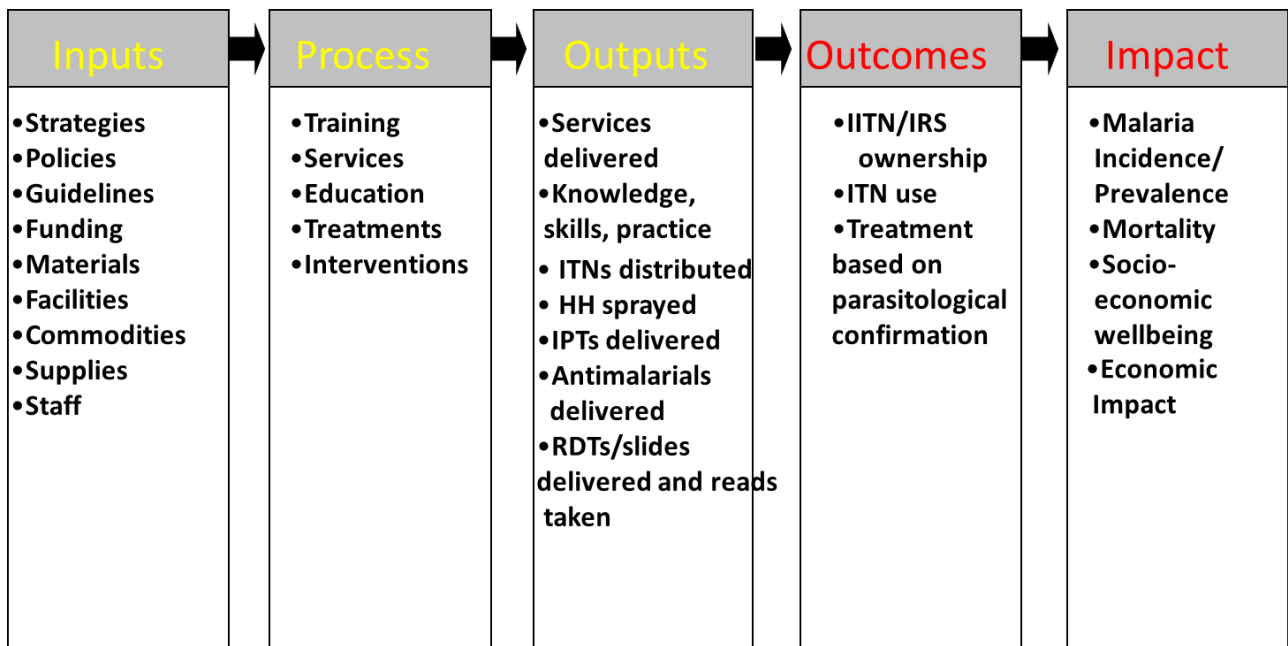 Inputs
•Strategies
•Policies
•Guidelines
•Funding
•Materials
•Facilities
•Commodities
•Supplies
•Staff
Process
•Training
•Services
•Education
•Treatments
•Interventions
Outputs
•Services
delivered
•Knowledge,
skills, practice
• ITNs distributed
• HH sprayed
•IPTs delivered
•Antimalarials
delivered
•RDTs/slides
delivered and reads
taken
Outcomes
•IITN/IRS
ownership
•ITN use
•Treatment
based on
parasitological
confirmation
Impact
•Malaria
Incidence/
Prevalence
•Mortality
•Socio-
economic
wellbeing
•Economic
Impact